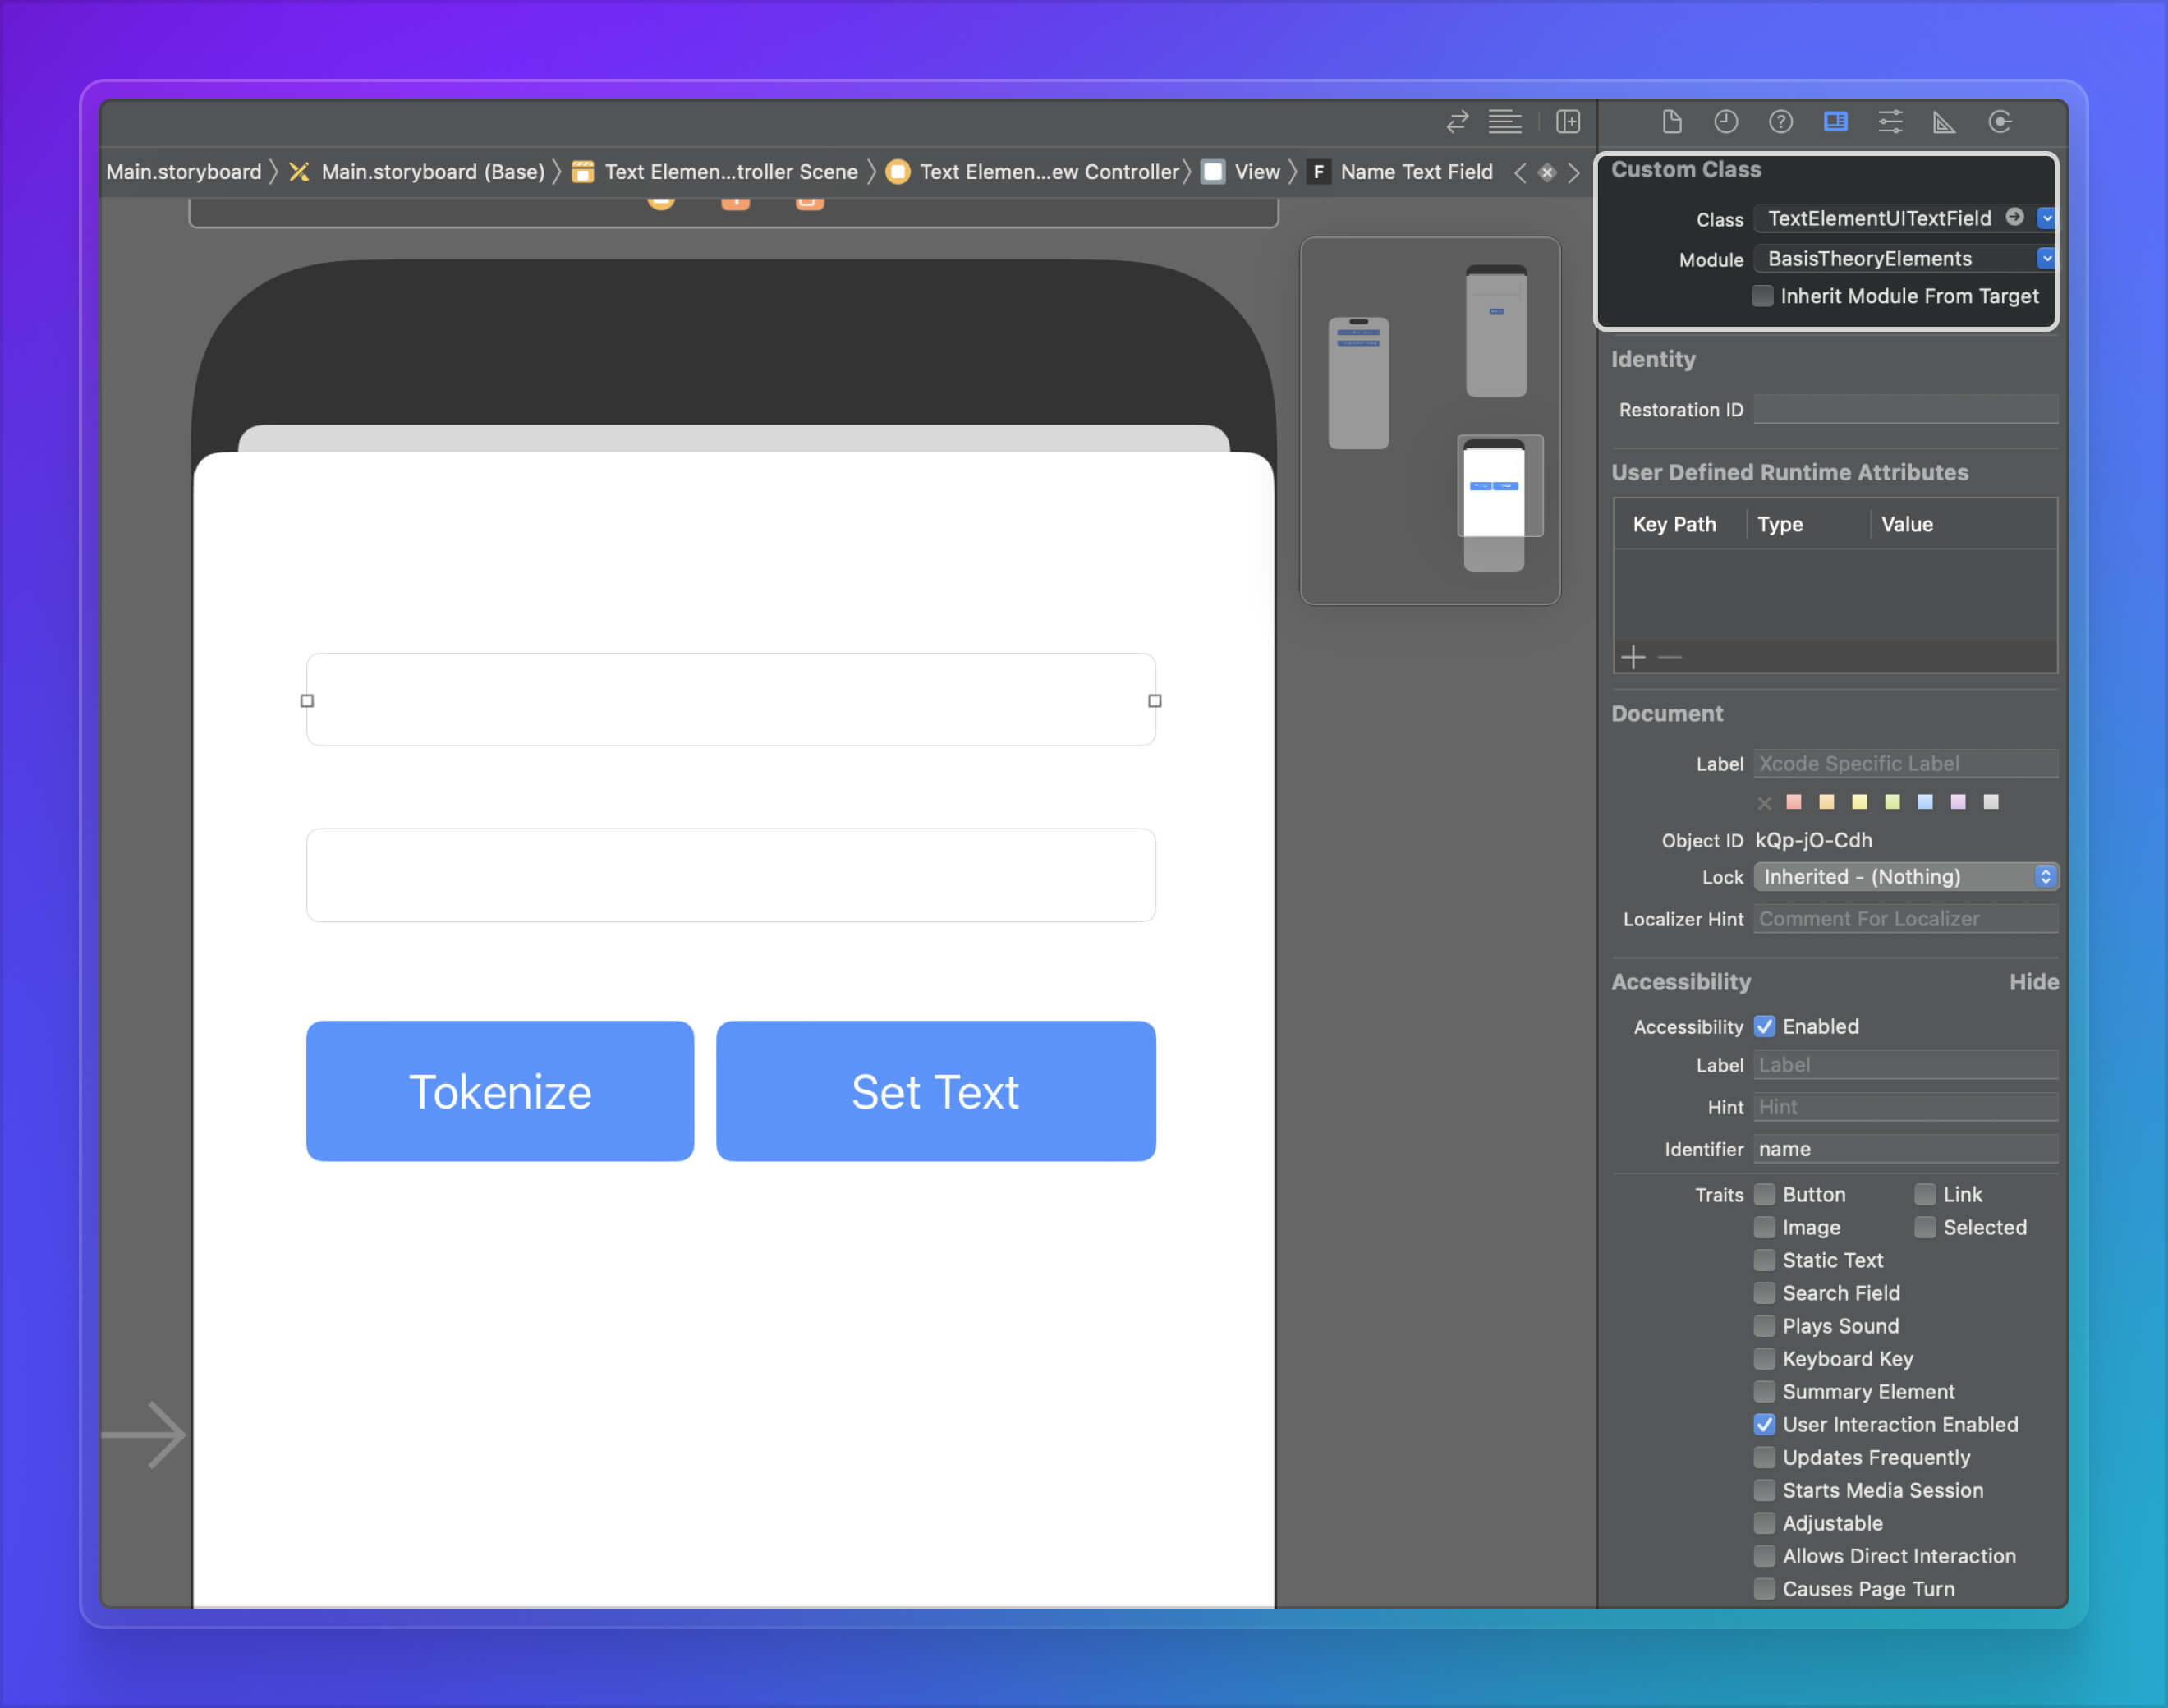 Main.storyboard 〉 Main.storyboard (Base) 〉 Text Elemen...troller Scene 〉 Text Elemen...ew Controller 〉 View 〉 F Name Text Field
Tokenize
Set Text
Custom Class
Class TextElementUITextField
Module BasisTheoryElements
Inherit Module From Target
Identity
Restoration ID
User Defined Runtime Attributes
Key Path Type Value
Document
Label Xcode Specific Label
Object ID kQp-jO-Cdh
Lock Inherited - (Nothing)
Localizer Hint Comment For Localizer
Accessibility Hide
Accessibility Enabled
Label Label
Hint Hint
Identifier name
Traits Button Link
Image Selected
Static Text
Search Field
Plays Sound
Keyboard Key
Summary Element
User Interaction Enabled
Updates Frequently
Starts Media Session
Adjustable
Allows Direct Interaction
Causes Page Turn